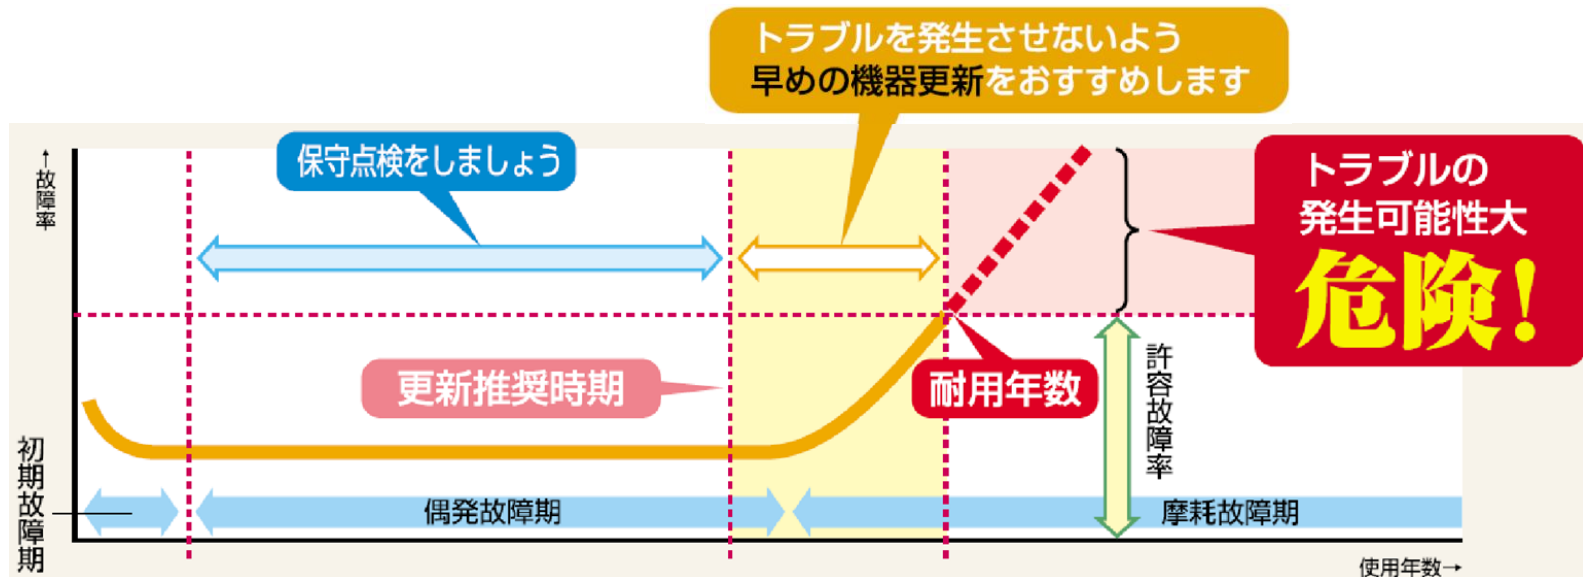 トラブルを発生させないよう
早めの機器更新をおすすめします
保守点検をしましょう
↑故障率
トラブルの
発生可能性大
危険!
更新推奨時期
耐用年数
許容故障率
初期故障期
偶発故障期
摩耗故障期
使用年数→